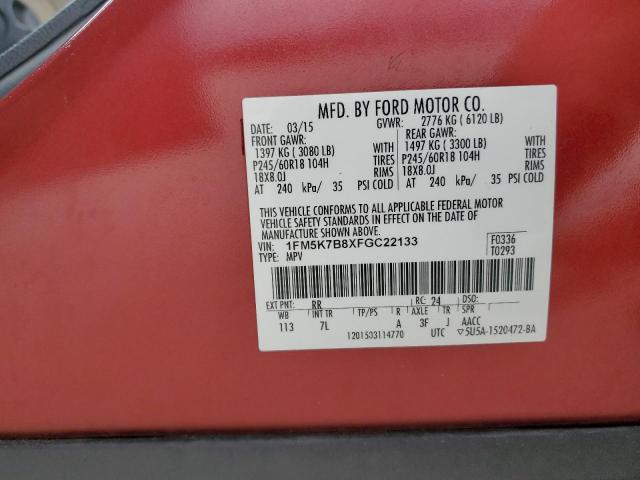 MFD. BY FORD MOTOR CO.
DATE: 03/15 GVWR: 2776 KG ( 6120 LB)
FRONT GAWR: REAR GAWR:
1397 KG ( 3080 LB) WITH 1497 KG ( 3300 LB) WITH
P245/60R18 104H TIRES P245/60R18 104H TIRES
18X8.0J RIMS 18X8.0J RIMS
AT 240 kPa/ 35 PSI COLD AT 240 kPa/ 35 PSI COLD
THIS VEHICLE CONFORMS TO ALL APPLICABLE FEDERAL MOTOR
VEHICLE SAFETY STANDARDS IN EFFECT ON THE DATE OF
MANUFACTURE SHOWN ABOVE.
VIN: 1FM5K7B8XFGC22133 F0336
TYPE: MPV T0293
EXT PNT: RR RC: 24 DSO:
WB INT TR TP/PS R AXLE TR SPR
113 7L A 3F J AACC
1201503114770 UTC ▽5U5A-1520472-BA